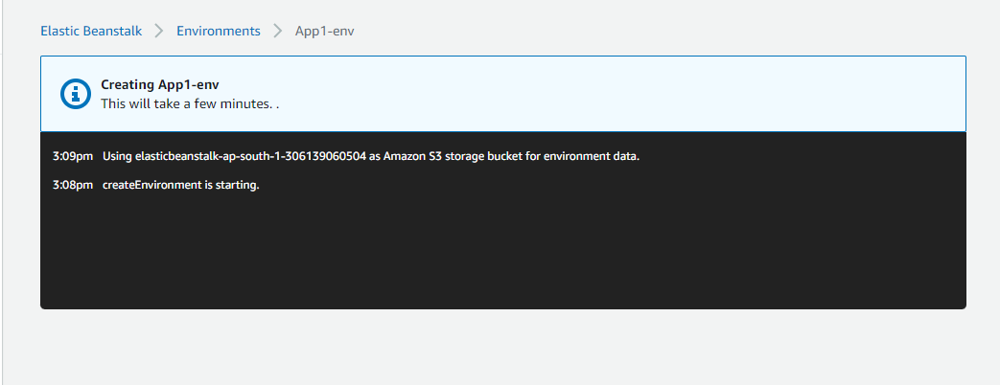 Elastic Beanstalk > Environments > App1-env
Creating App1-env
This will take a few minutes. .
3:09pm Using elasticbeanstalk-ap-south-1-306139060504 as Amazon S3 storage bucket for environment data.
3:08pm createEnvironment is starting.